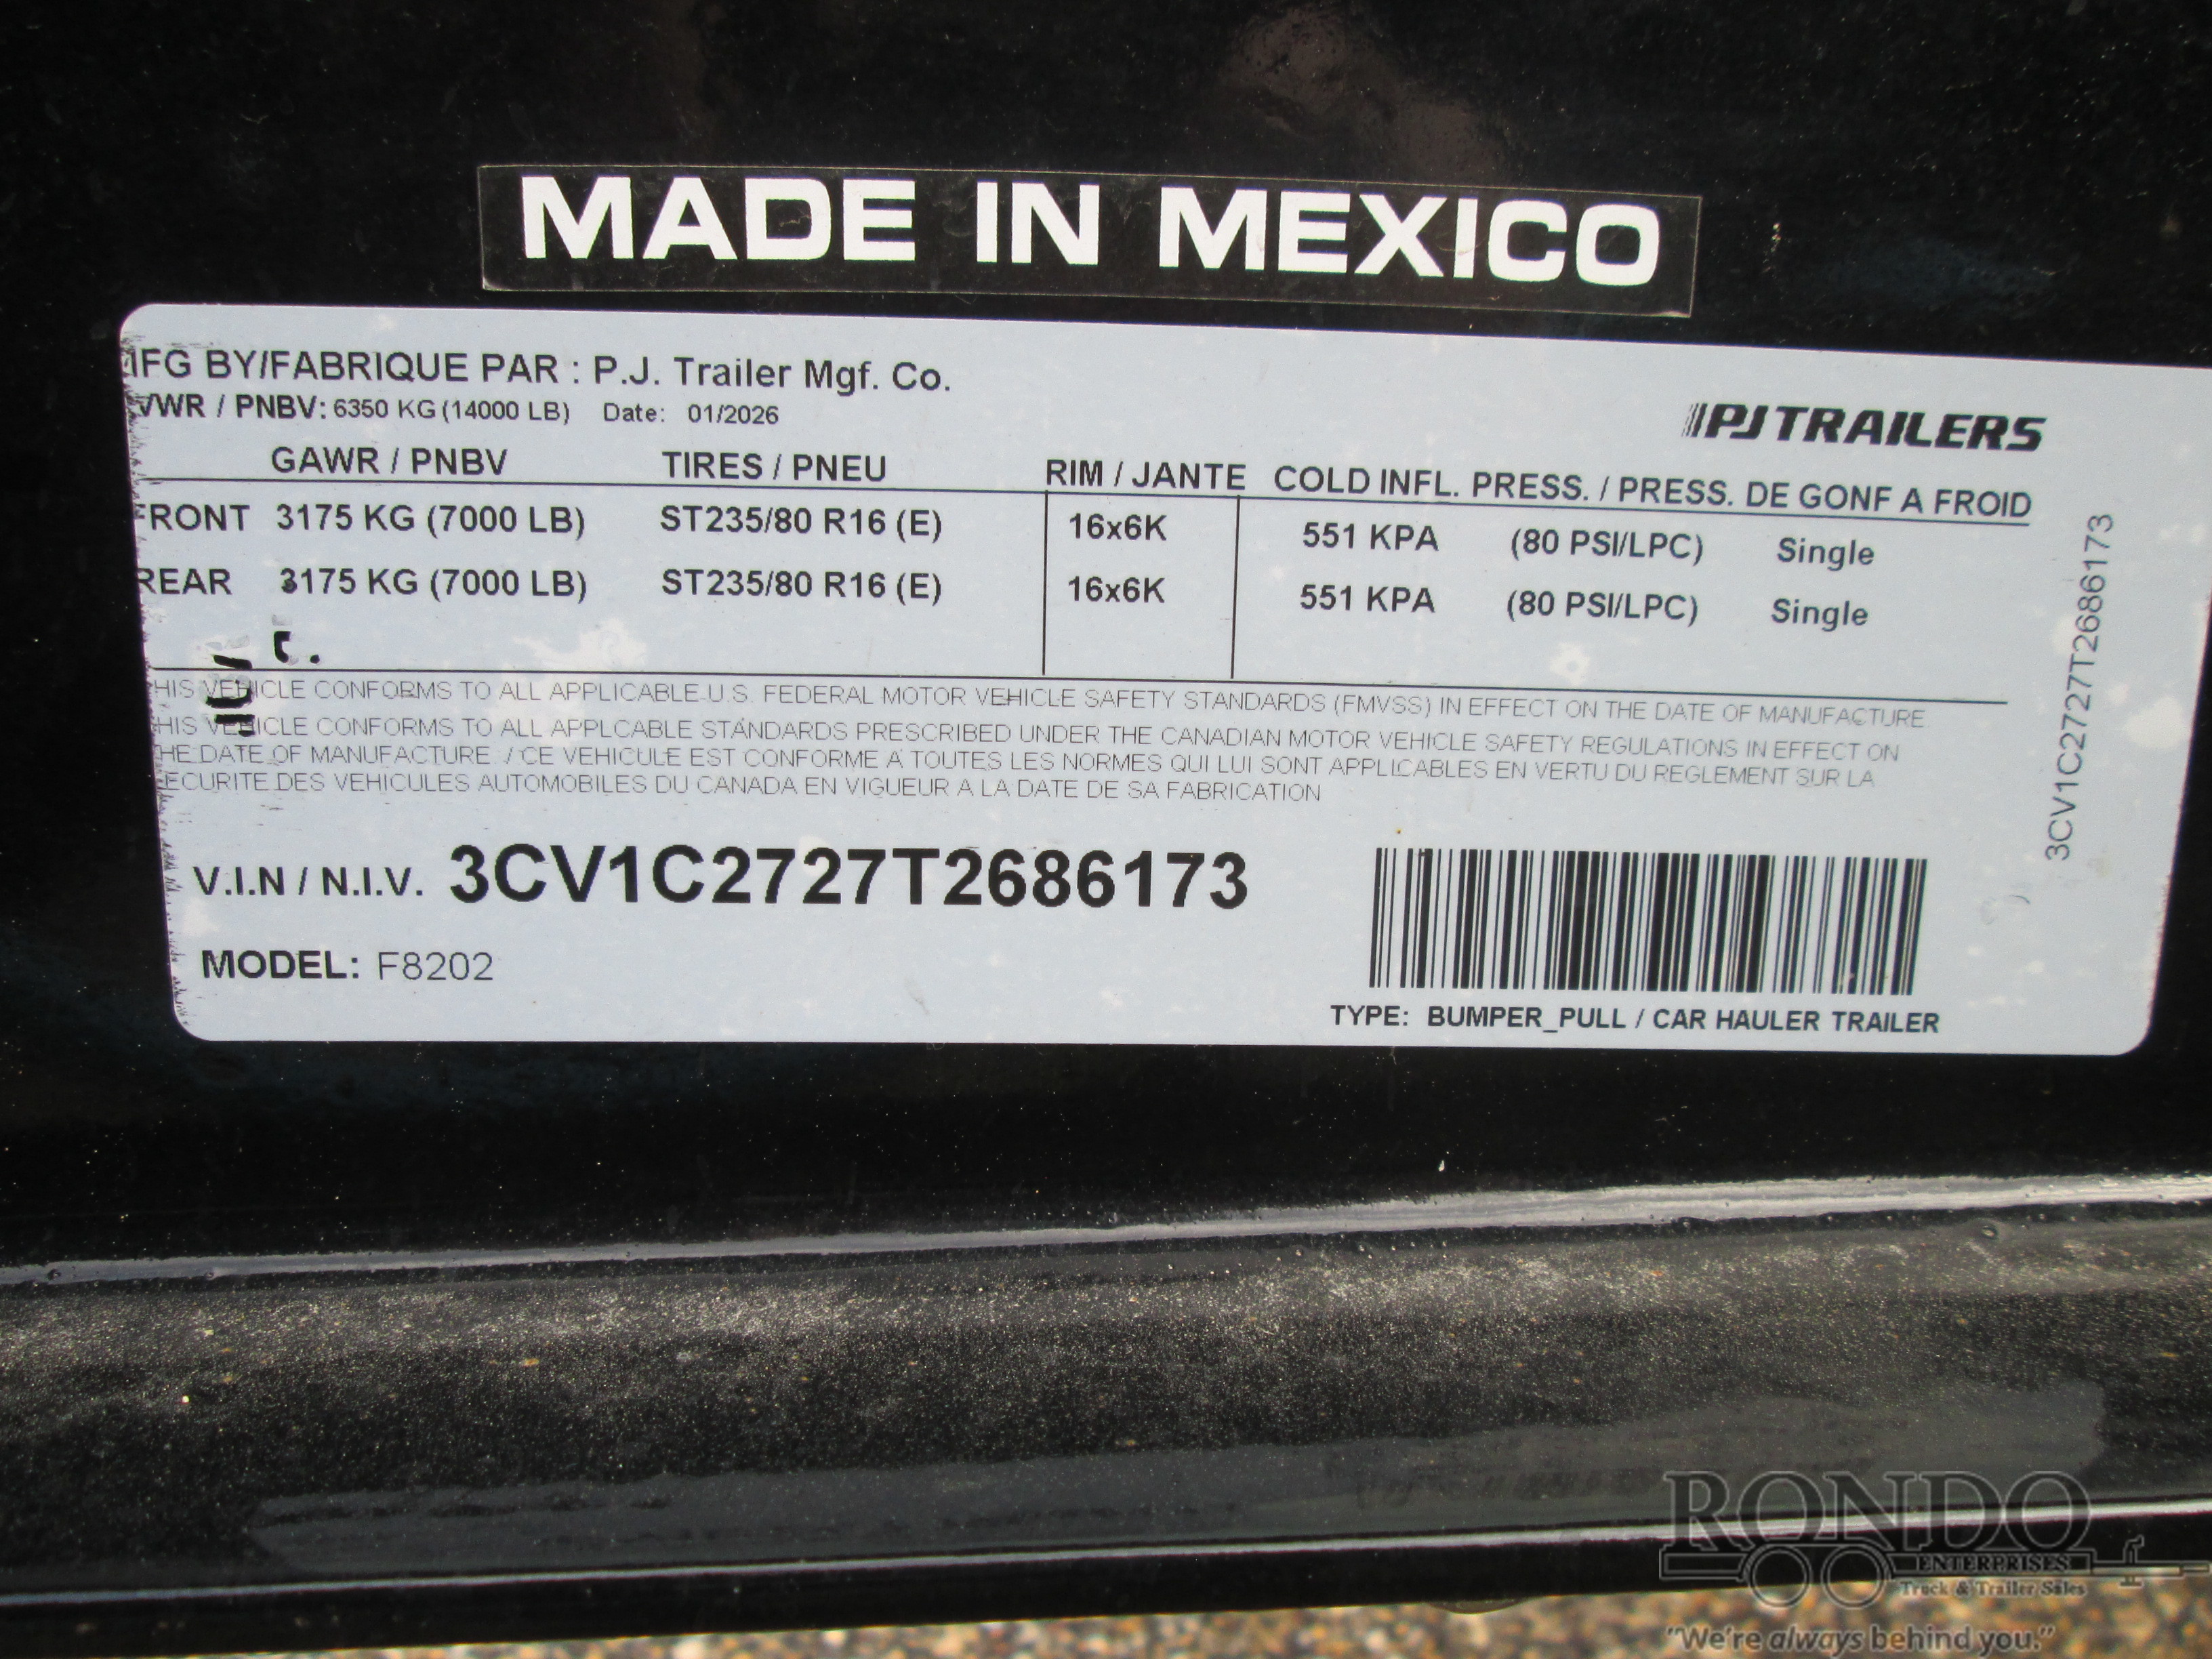 MADE IN MEXICO
MFG BY/FABRIQUE PAR : P.J. Trailer Mgf. Co.
GVWR / PNBV: 6350 KG (14000 LB) Date: 01/2026
PJ TRAILERS
GAWR / PNBV TIRES / PNEU RIM / JANTE COLD INFL. PRESS. / PRESS. DE GONF A FROID
FRONT 3175 KG (7000 LB) ST235/80 R16 (E) 16x6K 551 KPA (80 PSI/LPC) Single
REAR 3175 KG (7000 LB) ST235/80 R16 (E) 16x6K 551 KPA (80 PSI/LPC) Single
THIS VEHICLE CONFORMS TO ALL APPLICABLE U.S. FEDERAL MOTOR VEHICLE SAFETY STANDARDS (FMVSS) IN EFFECT ON THE DATE OF MANUFACTURE
THIS VEHICLE CONFORMS TO ALL APPLCABLE STANDARDS PRESCRIBED UNDER THE CANADIAN MOTOR VEHICLE SAFETY REGULATIONS IN EFFECT ON
THE DATE OF MANUFACTURE. / CE VEHICULE EST CONFORME A TOUTES LES NORMES QUI LUI SONT APPLICABLES EN VERTU DU REGLEMENT SUR LA
SECURITE DES VEHICULES AUTOMOBILES DU CANADA EN VIGUEUR A LA DATE DE SA FABRICATION
V.I.N / N.I.V. 3CV1C2727T2686173
MODEL: F8202
TYPE: BUMPER_PULL / CAR HAULER TRAILER
3CV1C2727T2686173
RONDO
ENTERPRISES
Truck & Trailer Sales
"We're always behind you."